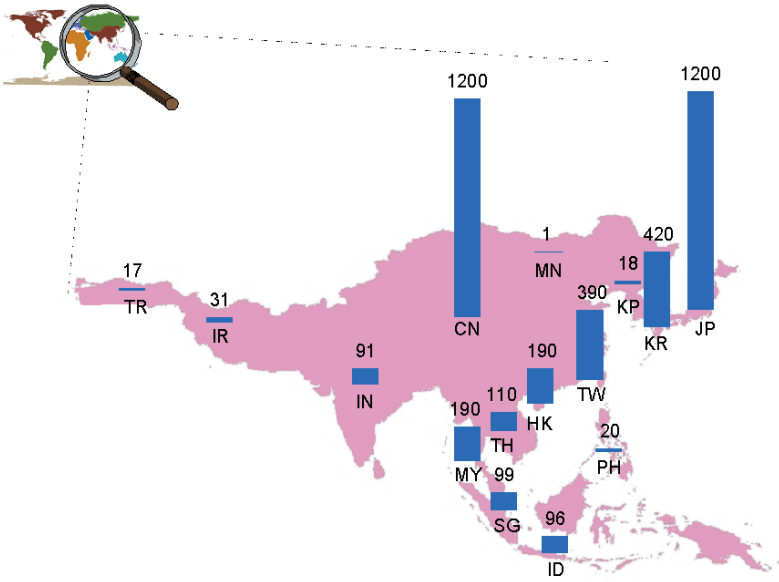 1200
1200
1
420
MN
18
17
KP
390
TR
31
CN
JP
IR
KR
91
190
IN
110
TW
190
HK
TH
20
MY
99
PH
SG
96
ID